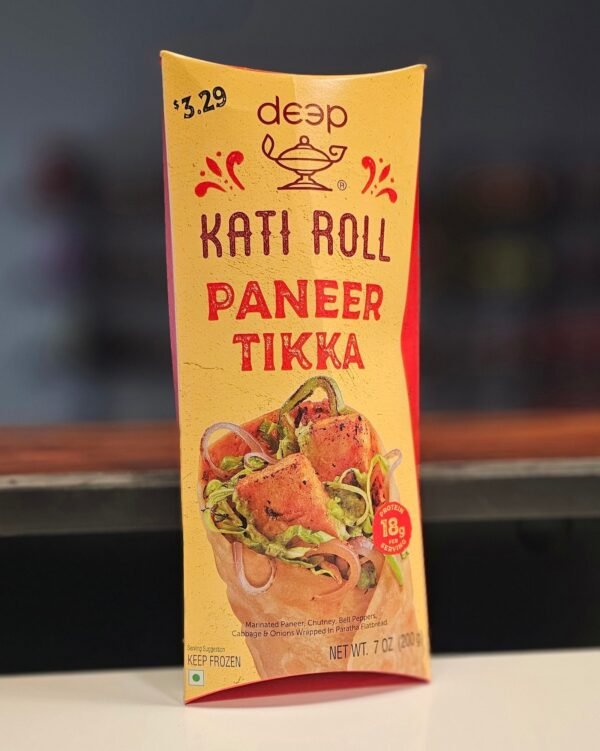 $3.29
deep
®
KATI ROLL
PANEER
TIKKA
PROTEIN
18g
PER
SERVING
Marinated Paneer, Chutney, Bell Peppers,
Cabbage & Onions Wrapped In Paratha Flatbread.
Serving Suggestion
KEEP FROZEN
NET WT. 7 OZ (200 g)